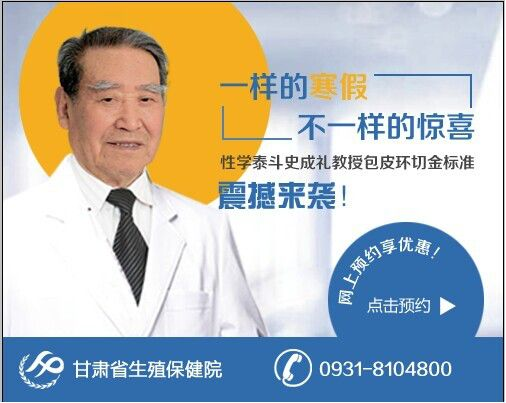 一样的寒假
不一样的惊喜
性学泰斗史成礼教授包皮环切金标准
震撼来袭！
网上预约享优惠！
点击预约
甘肃省生殖保健院
0931-8104800